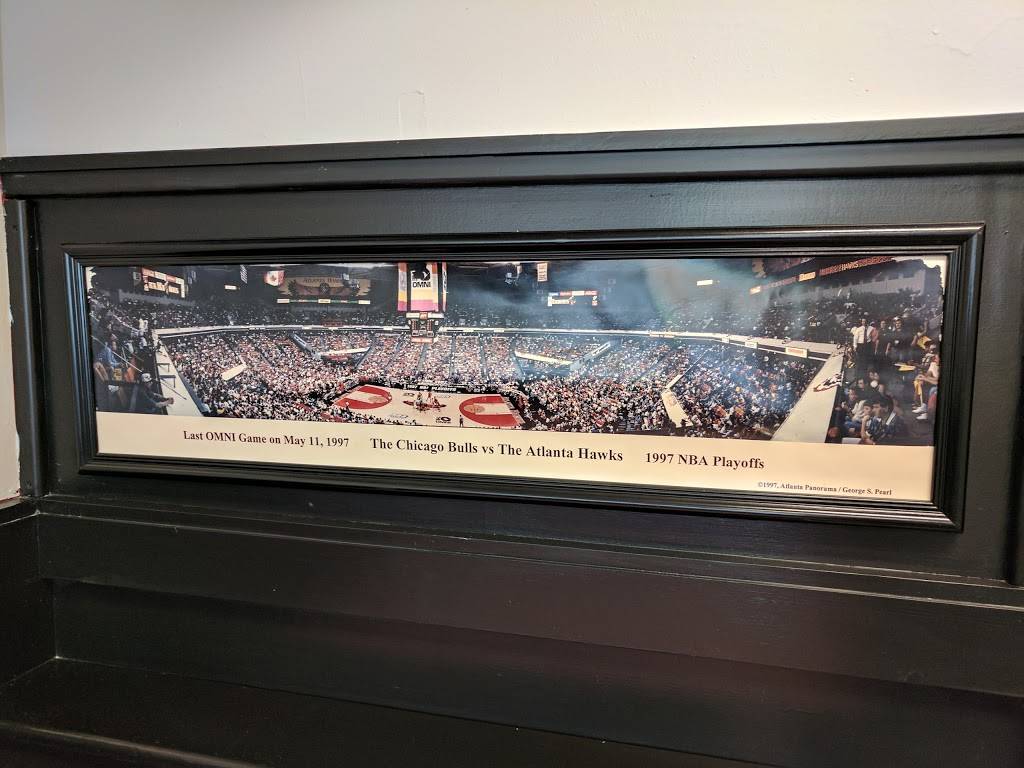 OMNI
Last OMNI Game on May 11, 1997 The Chicago Bulls vs The Atlanta Hawks 1997 NBA Playoffs
©1997, Atlanta Panorama / George S. Pearl